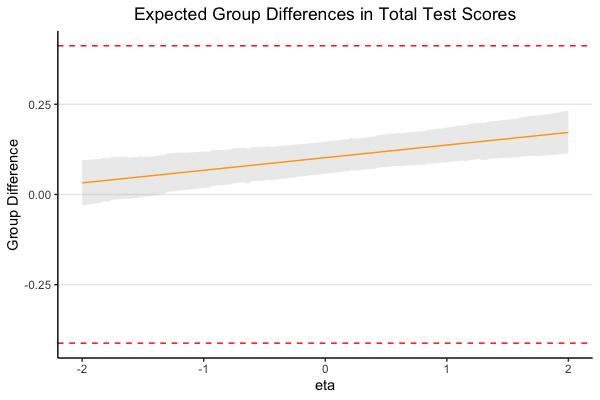 Expected Group Differences in Total Test Scores
Group Difference
0.25
0.00
-0.25
-2
-1
0
1
2
eta